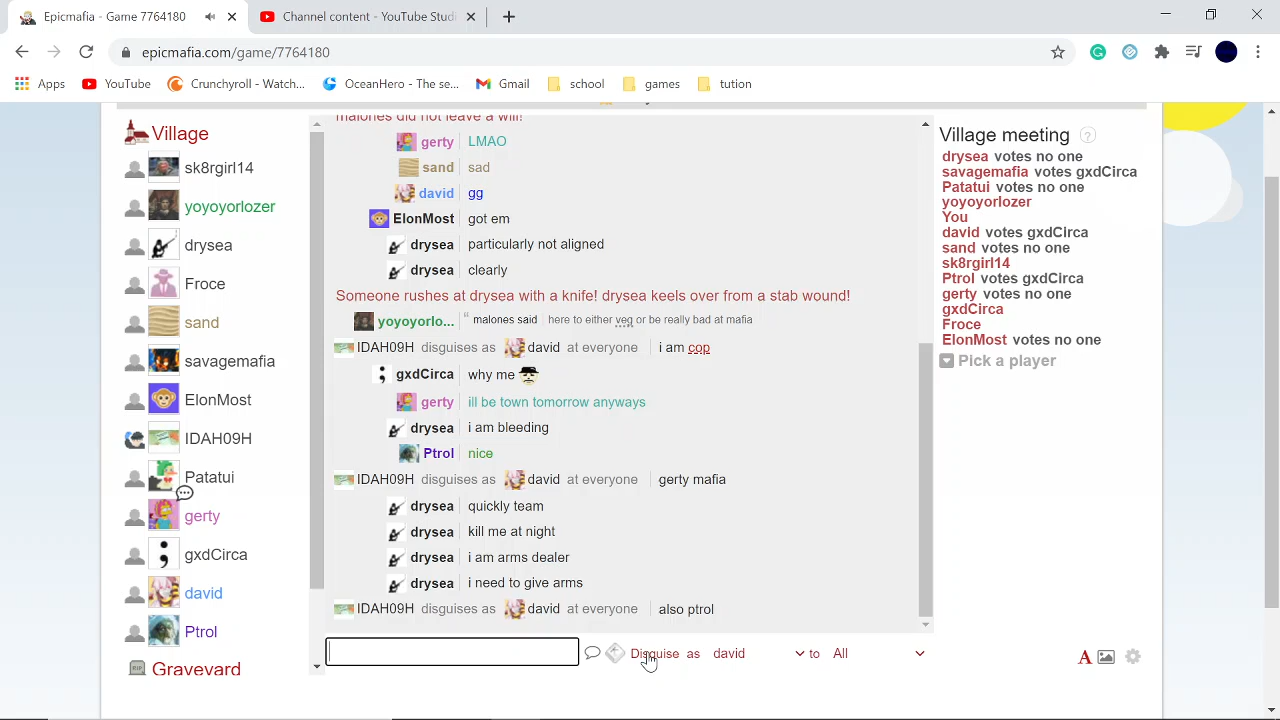 Epicmafia - Game 7764180
Channel content - YouTube Studi
epicmafia.com/game/7764180
Apps YouTube Crunchyroll - Watch... OceanHero - The se... Gmail school games tution
Village
sk8rgirl14
yoyoyorlozer
drysea
Froce
sand
savagemafia
ElonMost
IDAH09H
Patatui
gerty
gxdCirca
david
Ptrol
Graveyard
malones did not leave a will!
gerty LMAO
sand sad
david gg
ElonMost got em
drysea particularly not aligned
drysea clearly
Someone rushes at drysea with a knife! drysea keels over from a stab wound!
yoyoyorlo... “ malones said here to either veg or be really bad at mafia
IDAH09H disguises as david at everyone i am cop
gxdCirca why me
gerty ill be town tomorrow anyways
drysea i am bleeding
Ptrol nice
IDAH09H disguises as david at everyone gerty mafia
drysea quickly team
drysea kill me at night
drysea i am arms dealer
drysea i need to give arms
IDAH09H disguises as david at everyone also ptrol
Disguise as david to All
A
Village meeting ?
drysea votes no one
savagemafia votes gxdCirca
Patatui votes no one
yoyoyorlozer
You
david votes gxdCirca
sand votes no one
sk8rgirl14
Ptrol votes gxdCirca
gerty votes no one
gxdCirca
Froce
ElonMost votes no one
Pick a player